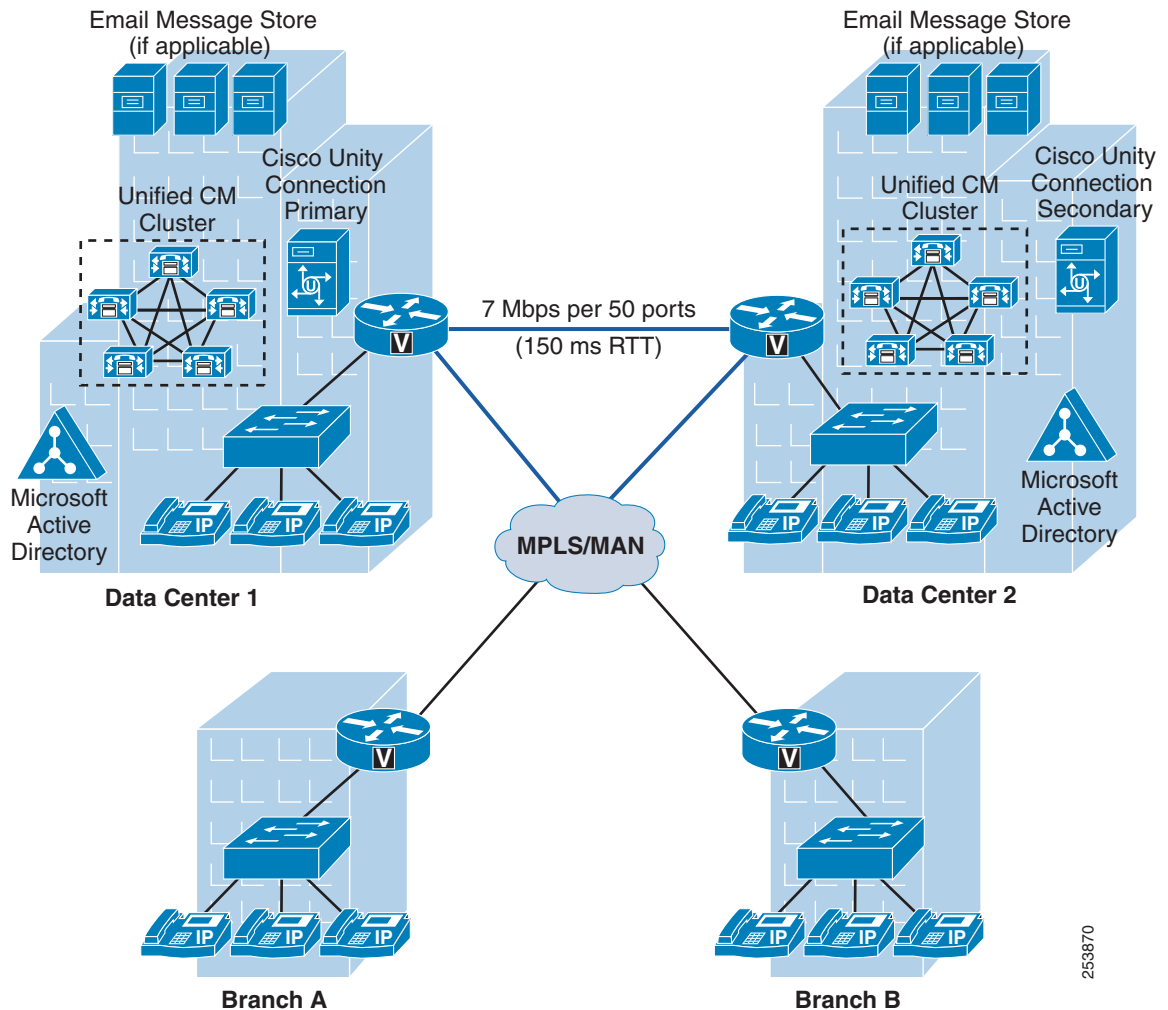 Email Message Store
(if applicable)
Email Message Store
(if applicable)
Cisco Unity
Connection
Primary
Unified CM
Cluster
U
Cisco Unity
Connection
Secondary
Unified CM
Cluster
U
7 Mbps per 50 ports
(150 ms RTT)
V
V
Microsoft
Active
Directory
IP
IP
IP
MPLS/MAN
IP
IP
IP
Microsoft
Active
Directory
Data Center 1
Data Center 2
V
V
IP
IP
IP
IP
IP
IP
253870
Branch A
Branch B